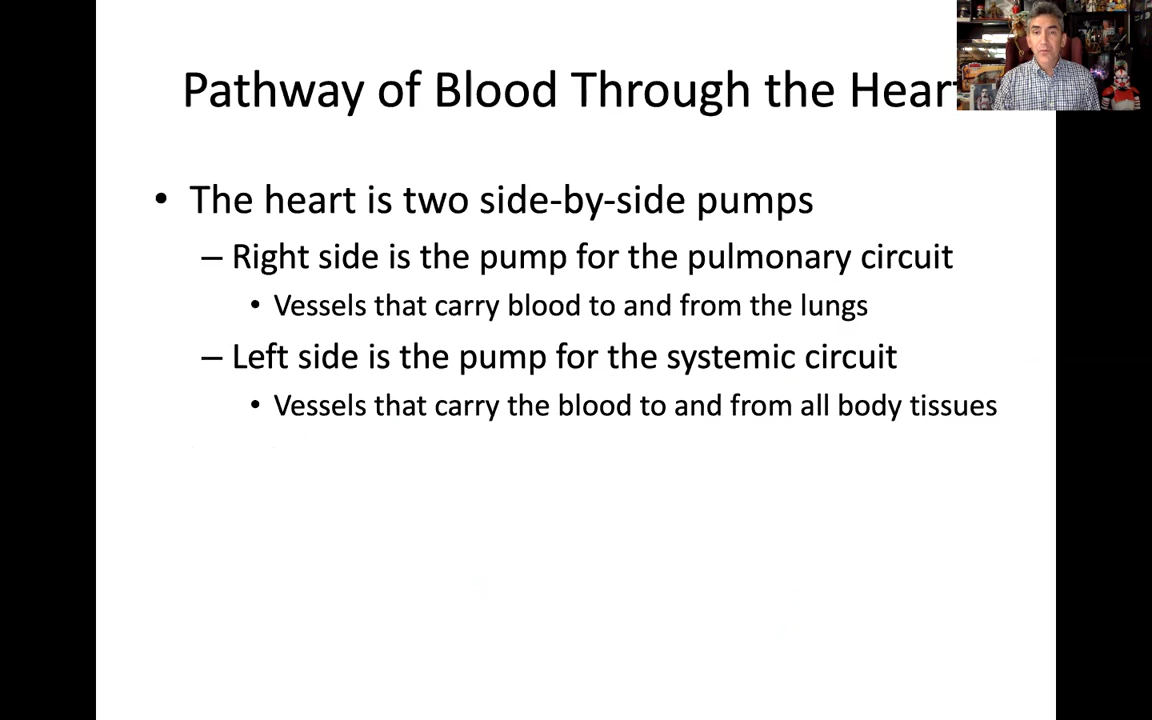 Pathway of Blood Through the Hear
• The heart is two side-by-side pumps
– Right side is the pump for the pulmonary circuit
• Vessels that carry blood to and from the lungs
– Left side is the pump for the systemic circuit
• Vessels that carry the blood to and from all body tissues